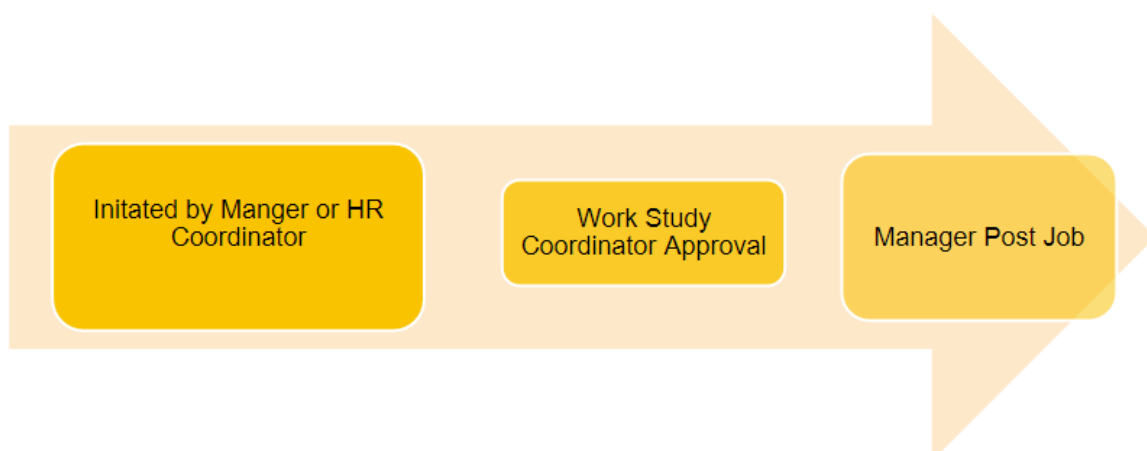 Initated by Manger or HR
Coordinator
Work Study
Coordinator Approval
Manager Post Job